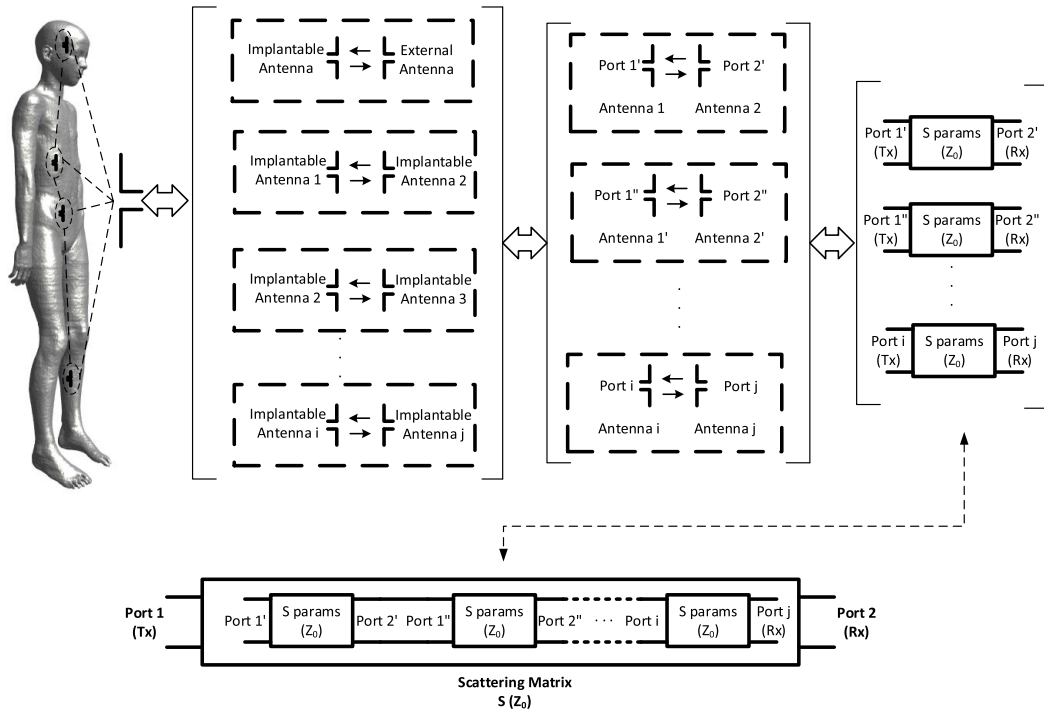 Implantable Antenna
External Antenna
Implantable Antenna 1
Implantable Antenna 2
Implantable Antenna 2
Implantable Antenna 3
Implantable Antenna i
Implantable Antenna j
Port 1'
Port 2'
Antenna 1
Antenna 2
Port 1"
Port 2"
Antenna 1'
Antenna 2'
Port i
Port j
Antenna i
Antenna j
Port 1'
(Tx)
S params
(Z₀)
Port 2'
(Rx)
Port 1"
(Tx)
S params
(Z₀)
Port 2"
(Rx)
Port i
(Tx)
S params
(Z₀)
Port j
(Rx)
Port 1
(Tx)
Port 1'
S params
(Z₀)
Port 2'
Port 1"
S params
(Z₀)
Port 2"
···
Port i
S params
(Z₀)
Port j
(Rx)
Port 2
(Rx)
Scattering Matrix
S (Z₀)